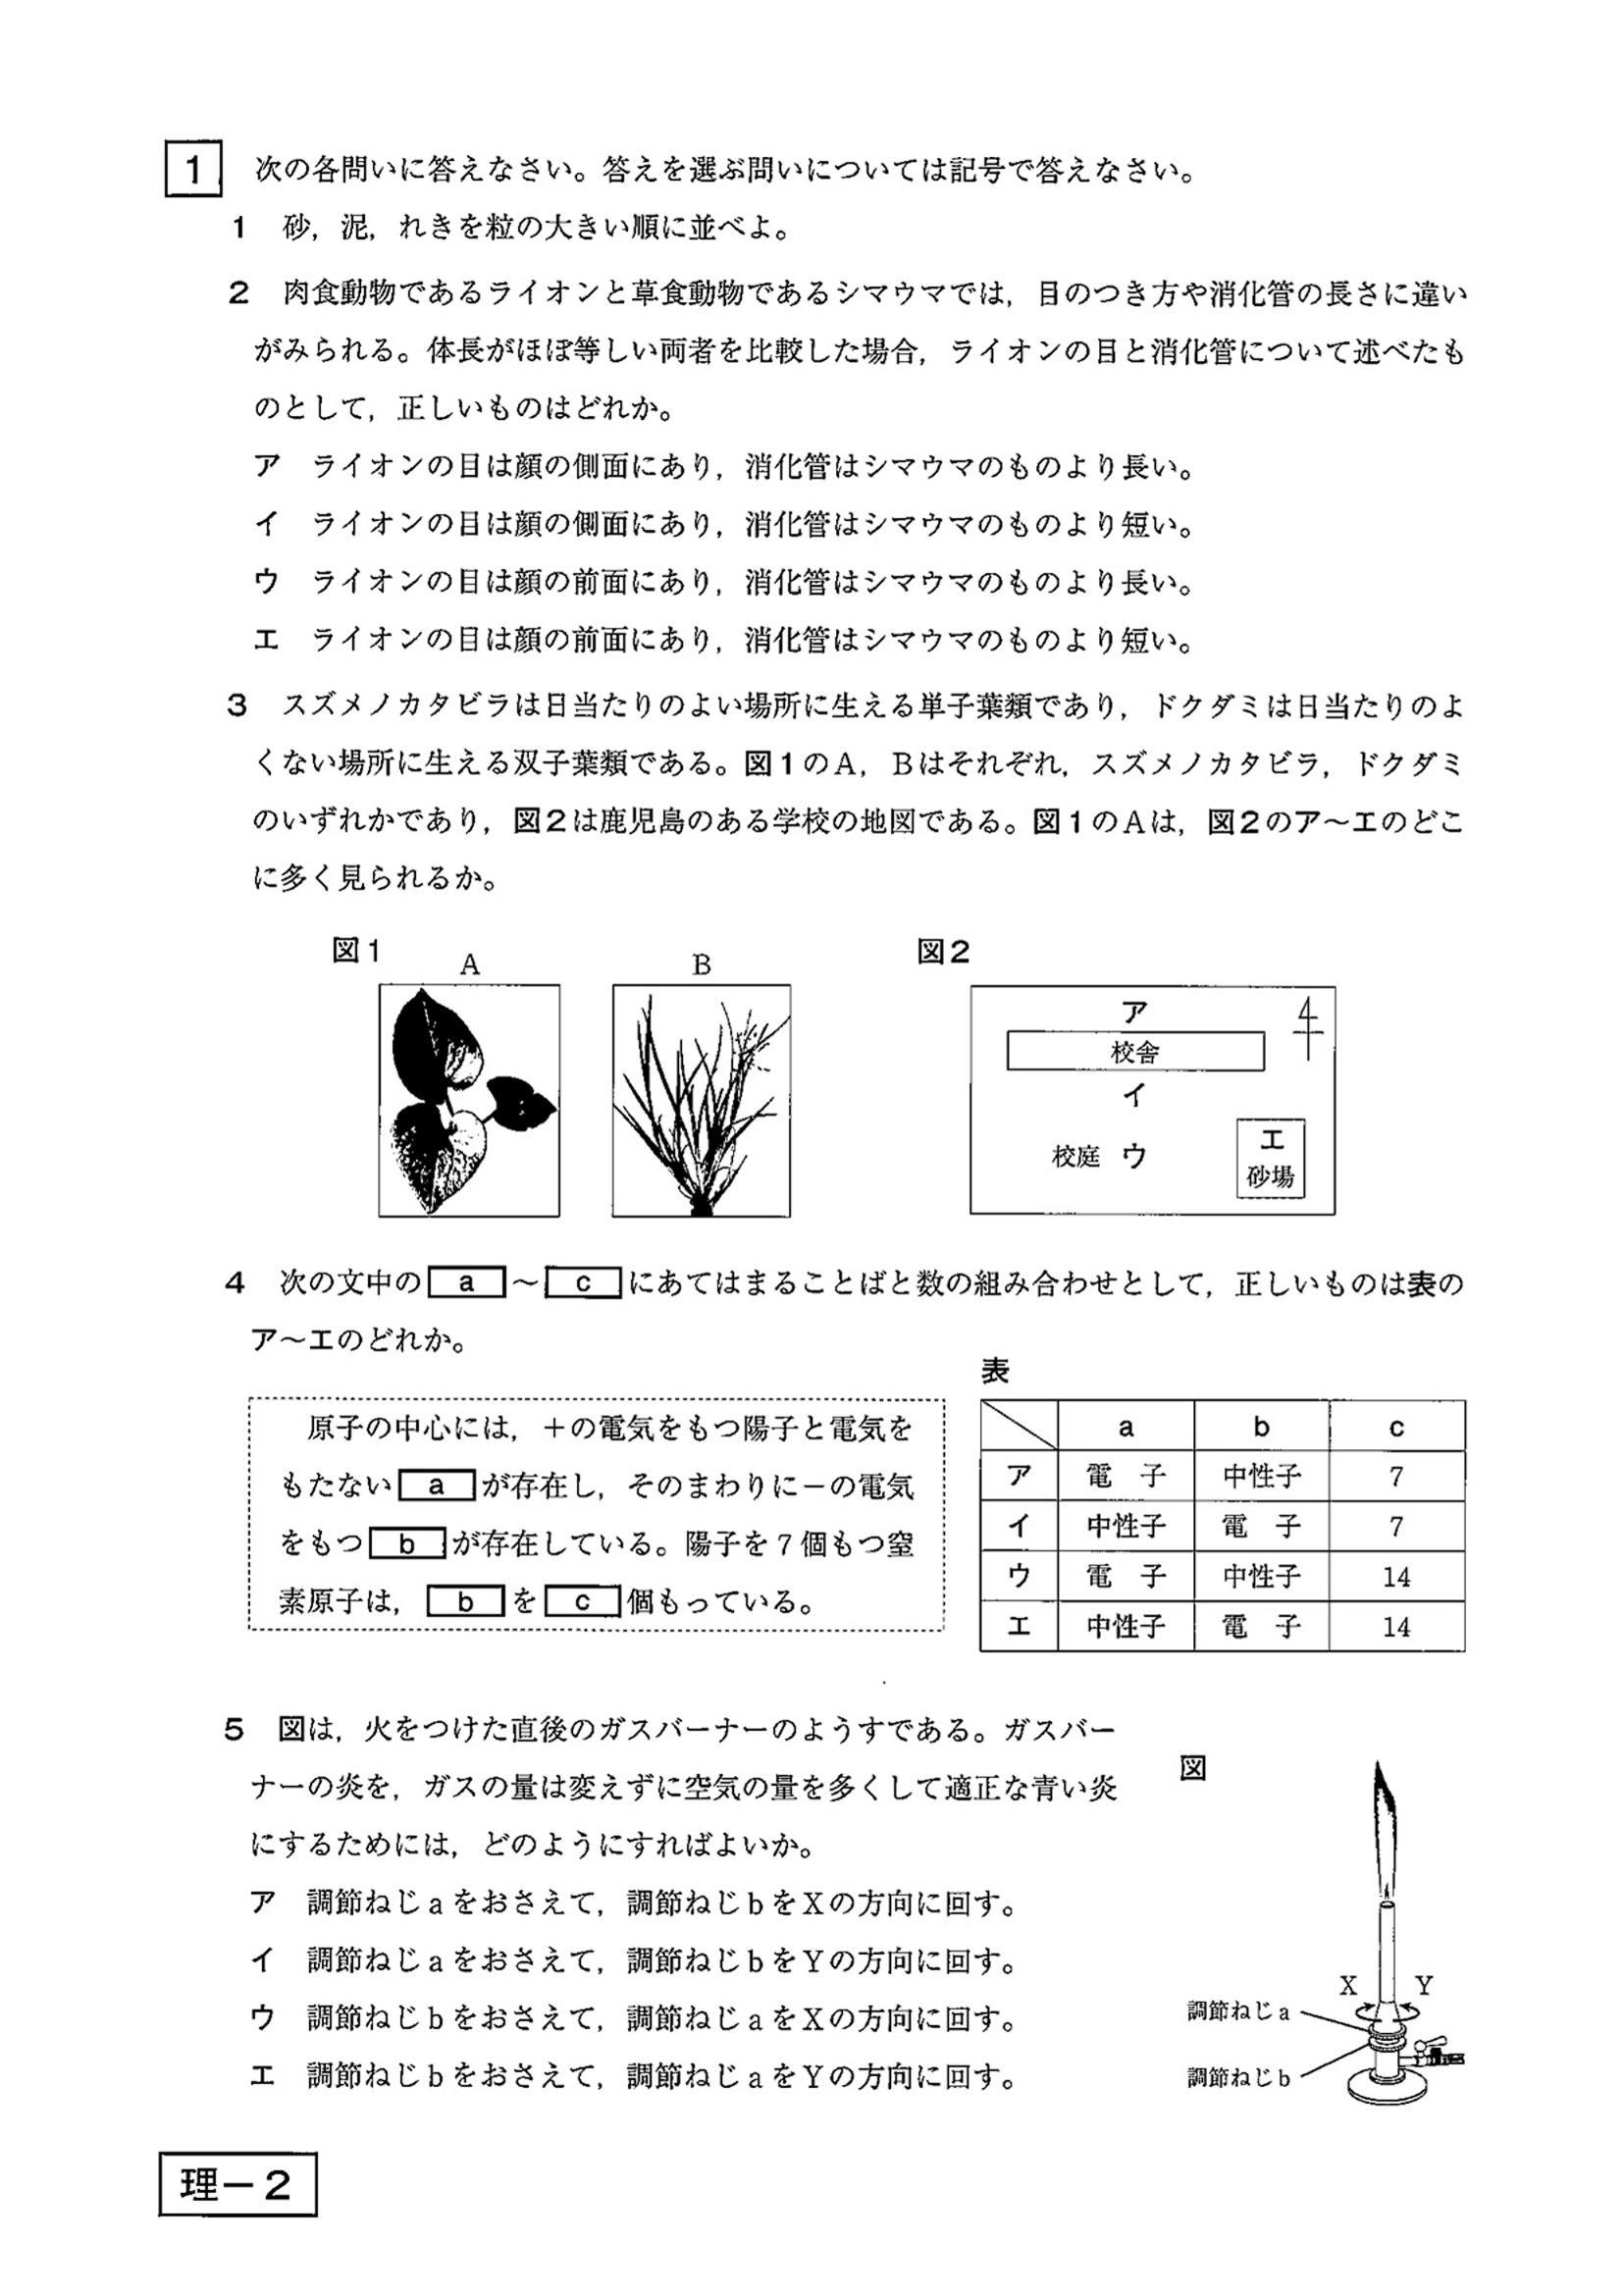 1　次の各問いに答えなさい。答えを選ぶ問いについては記号で答えなさい。
1　砂，泥，れきを粒の大きい順に並べよ。
2　肉食動物であるライオンと草食動物であるシマウマでは，目のつき方や消化管の長さに違い
がみられる。体長がほぼ等しい両者を比較した場合，ライオンの目と消化管について述べたも
のとして，正しいものはどれか。
ア　ライオンの目は顔の側面にあり，消化管はシマウマのものより長い。
イ　ライオンの目は顔の側面にあり，消化管はシマウマのものより短い。
ウ　ライオンの目は顔の前面にあり，消化管はシマウマのものより長い。
エ　ライオンの目は顔の前面にあり，消化管はシマウマのものより短い。
3　スズメノカタビラは日当たりのよい場所に生える単子葉類であり，ドクダミは日当たりのよ
くない場所に生える双子葉類である。図1のA，Bはそれぞれ，スズメノカタビラ，ドクダミ
のいずれかであり，図2は鹿児島のある学校の地図である。図1のAは，図2のア～エのどこ
に多く見られるか。
図1
A
B
図2
ア
4
校舎
イ
校庭　ウ
エ
砂場
4　次の文中の a ～ c にあてはまることばと数の組み合わせとして，正しいものは表の
ア～エのどれか。
原子の中心には，＋の電気をもつ陽子と電気を
もたない a が存在し，そのまわりに－の電気
をもつ b が存在している。陽子を7個もつ窒
素原子は， b を c 個もっている。
表
a　b　c
ア　電　子　中性子　7
イ　中性子　電　子　7
ウ　電　子　中性子　14
エ　中性子　電　子　14
5　図は，火をつけた直後のガスバーナーのようすである。ガスバー
ナーの炎を，ガスの量は変えずに空気の量を多くして適正な青い炎
にするためには，どのようにすればよいか。
ア　調節ねじaをおさえて，調節ねじbをXの方向に回す。
イ　調節ねじaをおさえて，調節ねじbをYの方向に回す。
ウ　調節ねじbをおさえて，調節ねじaをXの方向に回す。
エ　調節ねじbをおさえて，調節ねじaをYの方向に回す。
図
X　Y
調節ねじa
調節ねじb
理－2